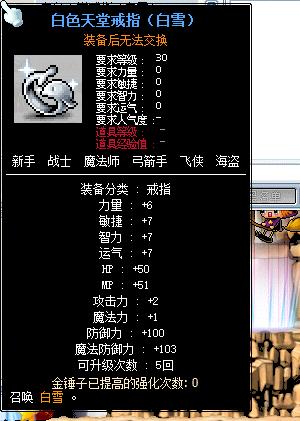 白色天堂戒指（白雪）
装备后无法交换
要求等级： 30
要求力量： 0
要求敏捷： 0
要求智力： 0
要求运气： 0
要求人气度：-
道具等级： -
道具经验值： -
新手 战士 魔法师 弓箭手 飞侠 海盗
装备分类 : 戒指
力量 : +6
敏捷 : +7
智力 : +7
运气 : +7
HP : +50
MP : +51
攻击力 : +2
魔法力 : +1
防御力 : +100
魔法防御力 : +103
可升级次数 : 5回
金锤子已提高的强化次数: 0
召唤 白雪 。